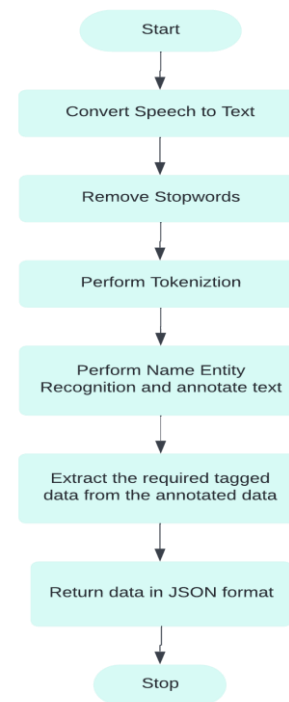 Start
Convert Speech to Text
Remove Stopwords
Perform Tokeniztion
Perform Name Entity
Recognition and annotate text
Extract the required tagged
data from the annotated data
Return data in JSON format
Stop